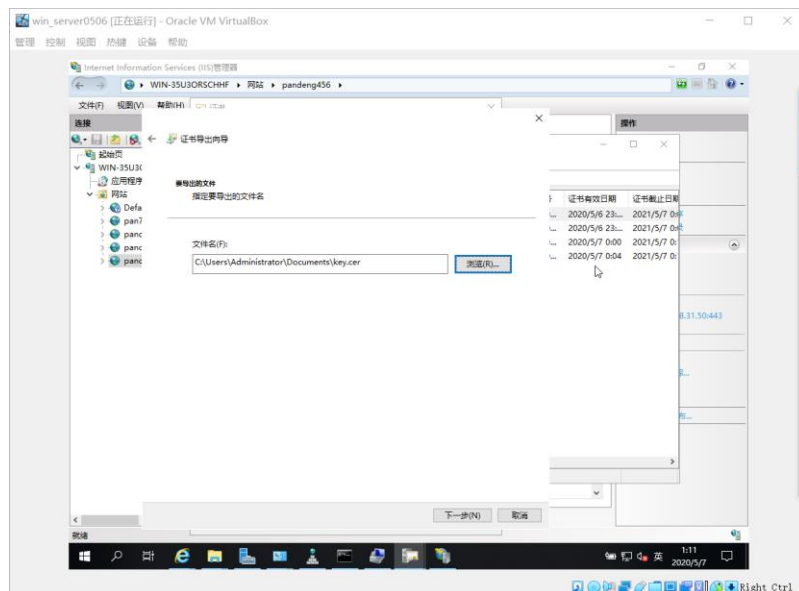 win_server0506 [正在运行] - Oracle VM VirtualBox
管理 控制 视图 热键 设备 帮助
Internet Information Services (IIS)管理器
WIN-35U3ORSCHHF 网站 pandeng456
文件(F) 视图(V) 帮助(H)
连接
操作
证书导出向导
起始页
WIN-35U3(
应用程序
网站
Defa
pan7
panc
panc
panc
要导出的文件
指定要导出的文件名
文件名(F):
C:\Users\Administrator\Documents\key.cer
浏览(R)...
证书有效日期 证书截止日期
2020/5/6 23:... 2021/5/7 0:
2020/5/6 23:... 2021/5/7 0:
2020/5/7 0:00 2021/5/7 0:
2020/5/7 0:04 2021/5/7 0:
8.31.50:443
下一步(N) 取消
就绪
英
1:11
2020/5/7
Right Ctrl